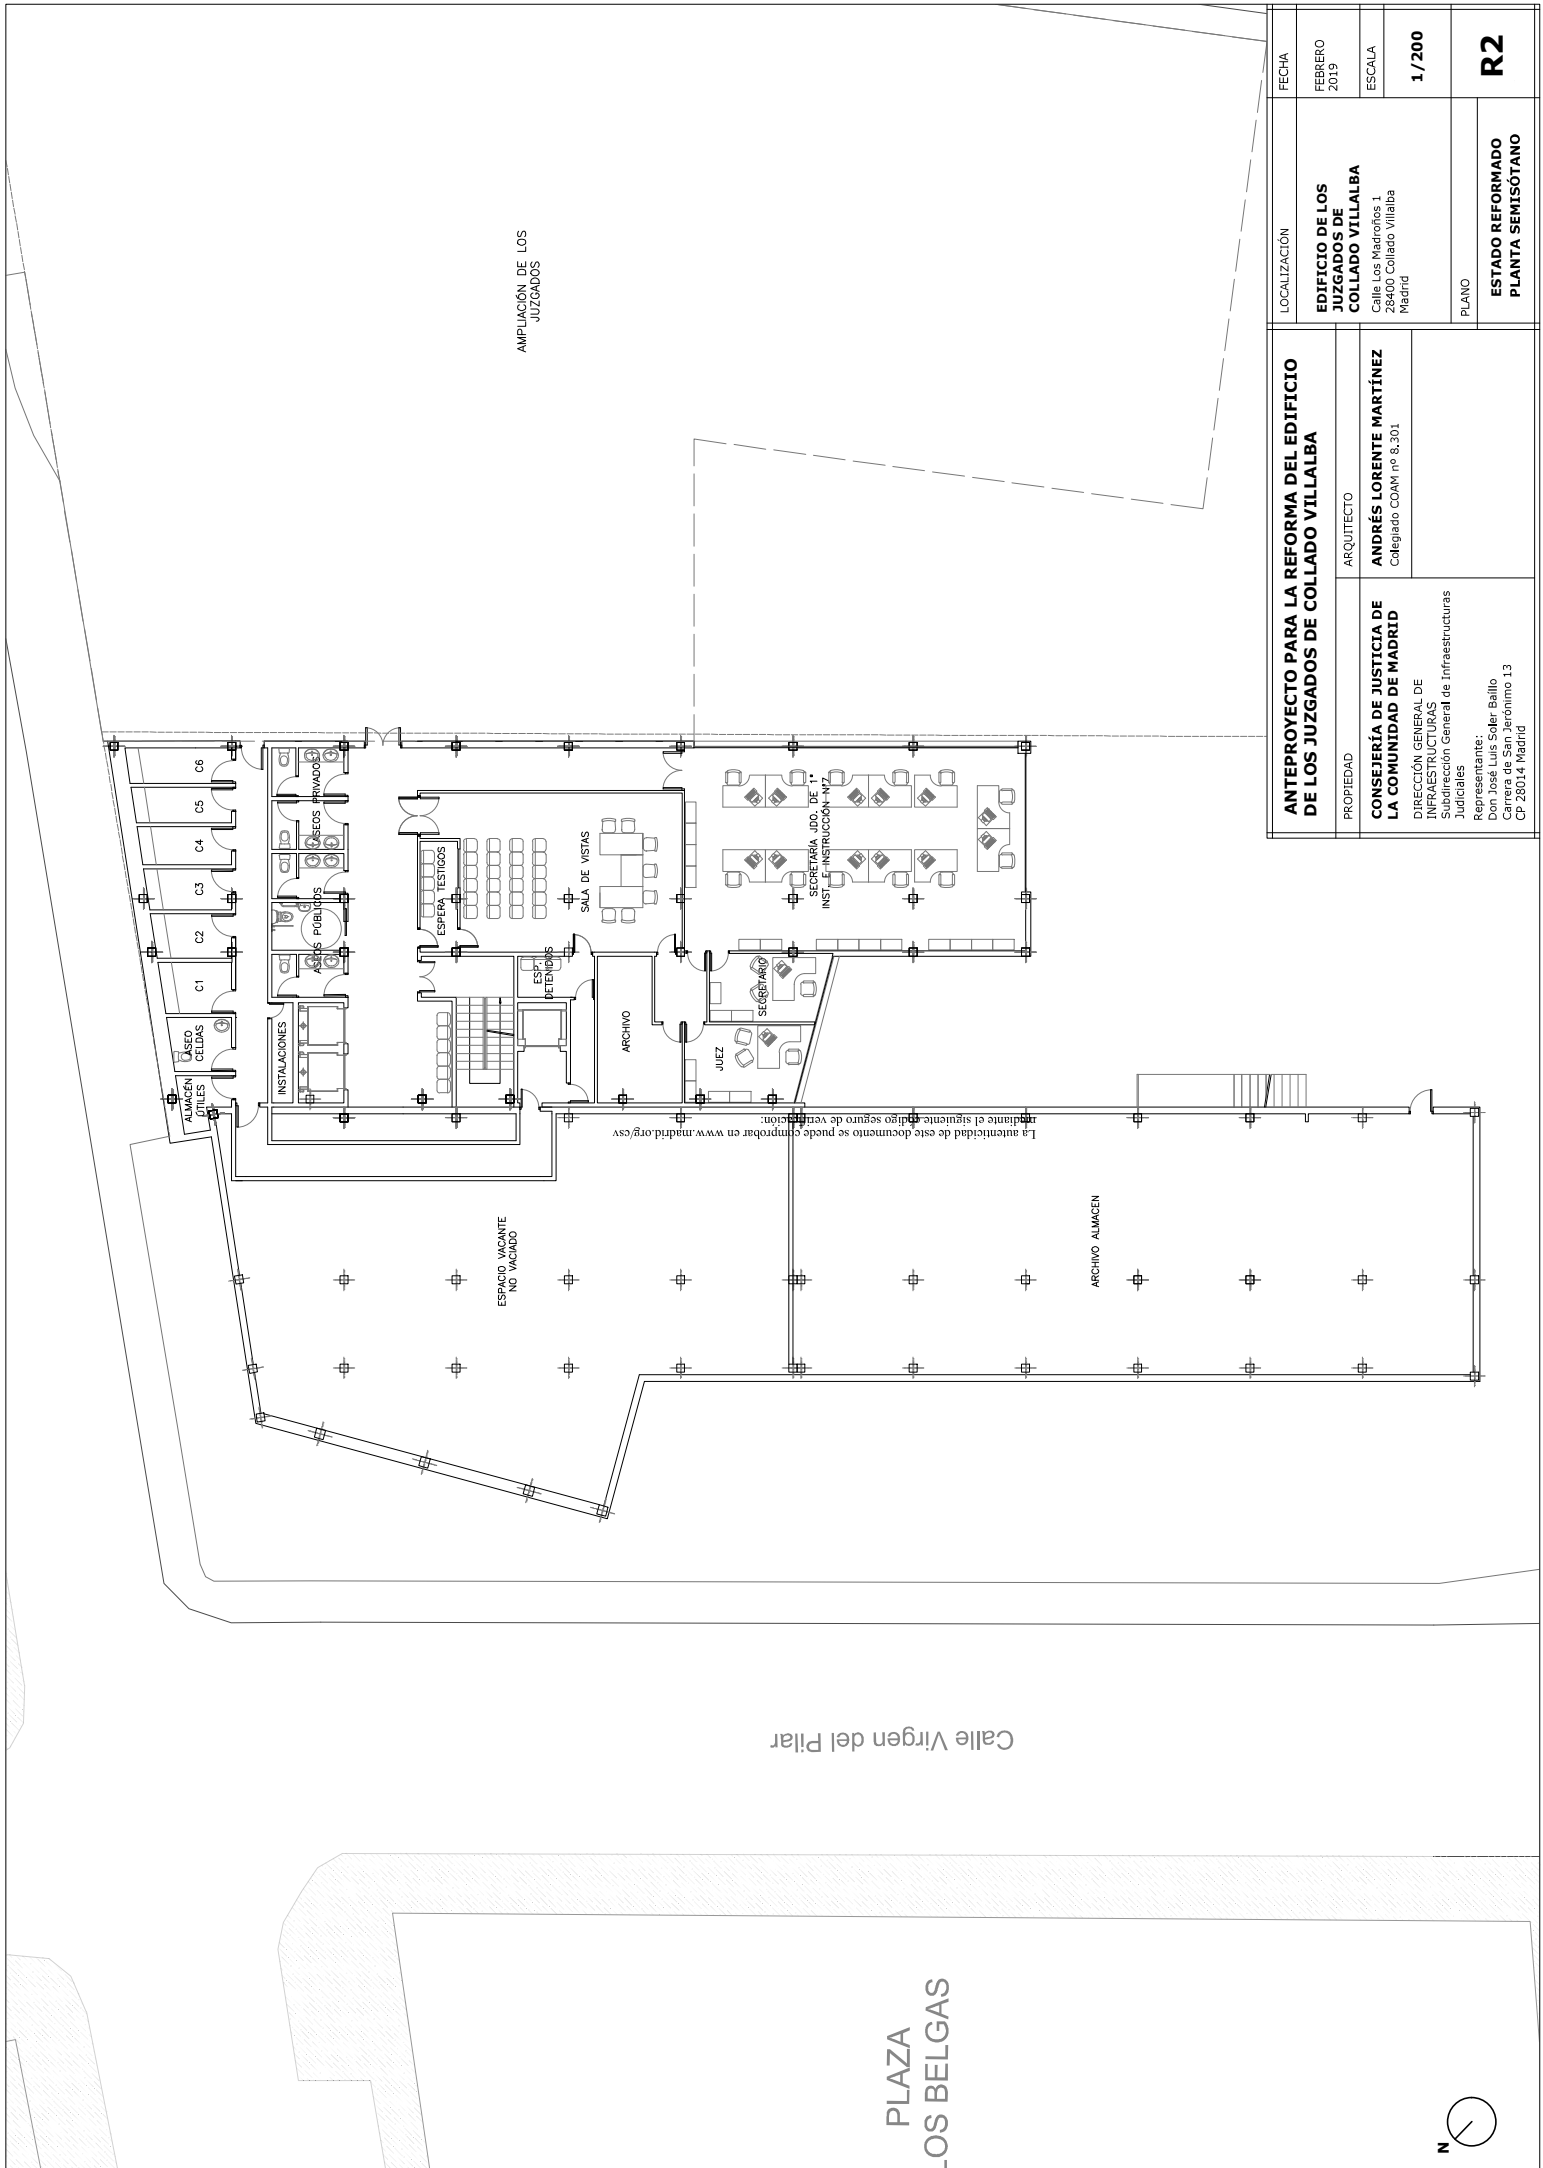 AMPLIACIÓN DE LOS
JUZGADOS
C6
C5
C4
C3
C2
C1
ASEO
CELDAS
ALMACÉN
ÚTILES
ASEOS PRIVADOS
ASEOS PÚBLICOS
INSTALACIONES
ESPERA TESTIGOS
SALA DE VISTAS
ESP.
DETENIDOS
ARCHIVO
SECRETARÍA JDO. DE 1ª
INST. E INSTRUCCIÓN Nº7
SECRETARIO
JUEZ
ESPACIO VACANTE
NO VACIADO
ARCHIVO ALMACEN
La autenticidad de este documento se puede comprobar en www.madrid.org/csv
mediante el siguiente código seguro de verificación:
Calle Virgen del Pilar
PLAZA
LOS BELGAS
N
ANTEPROYECTO PARA LA REFORMA DEL EDIFICIO
DE LOS JUZGADOS DE COLLADO VILLALBA
PROPIEDAD
CONSEJERÍA DE JUSTICIA DE
LA COMUNIDAD DE MADRID
DIRECCIÓN GENERAL DE
INFRAESTRUCTURAS
Subdirección General de Infraestructuras
Judiciales
Representante:
Don José Luis Soler Baillo
Carrera de San Jerónimo 13
CP 28014 Madrid
ARQUITECTO
ANDRÉS LORENTE MARTÍNEZ
Colegiado COAM nº 8.301
LOCALIZACIÓN
EDIFICIO DE LOS
JUZGADOS DE
COLLADO VILLALBA
Calle Los Madroños 1
28400 Collado Villalba
Madrid
PLANO
ESTADO REFORMADO
PLANTA SEMISÓTANO
FECHA
FEBRERO
2019
ESCALA
1/200
R2